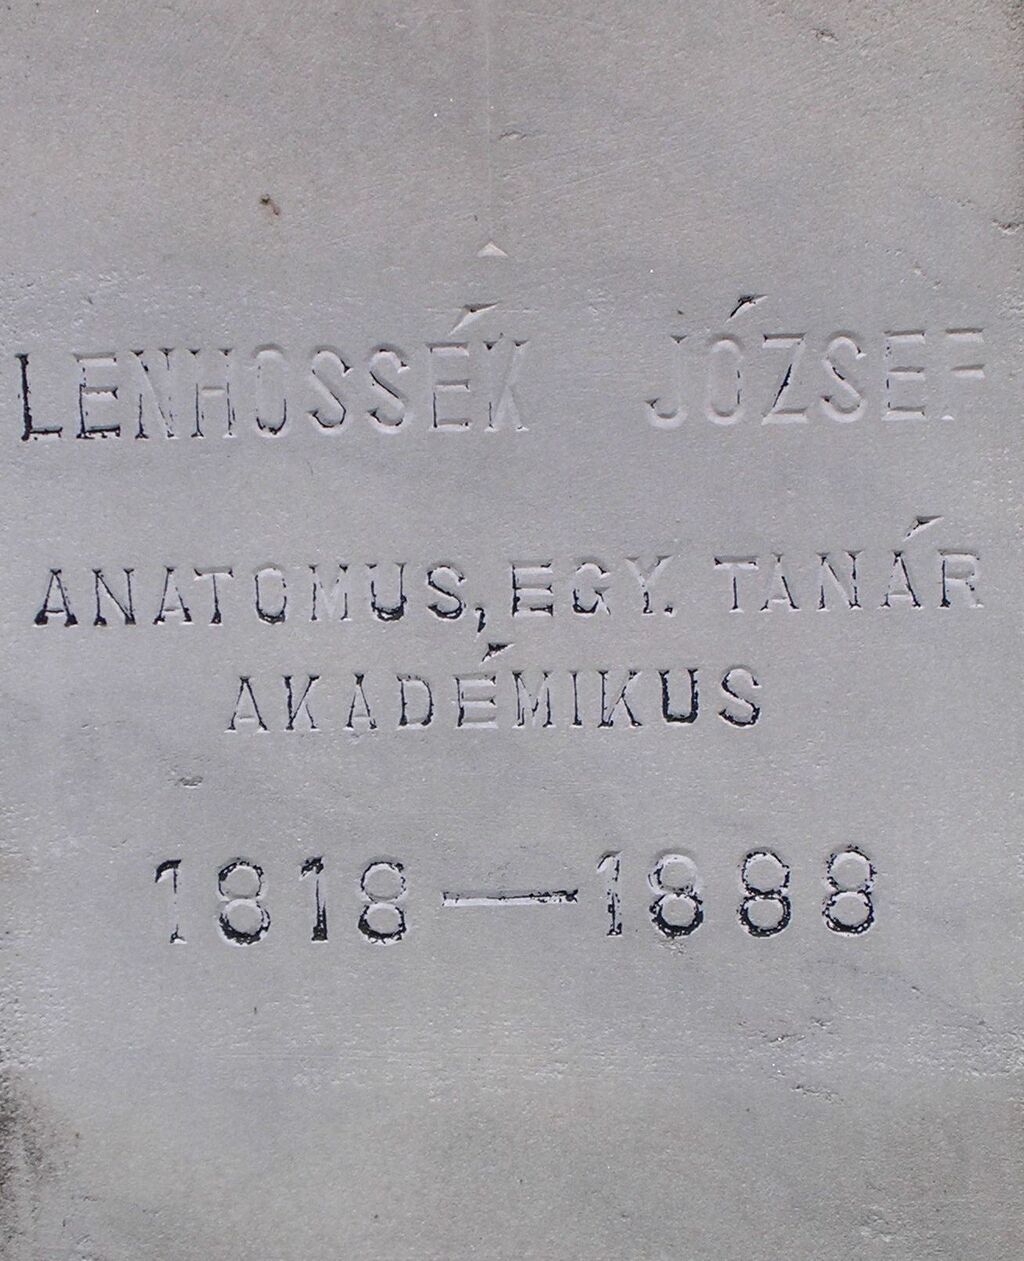 LENHOSSÉK JÓZSEF
ANATOMUS, EGY. TANÁR
AKADÉMIKUS
1818—1888